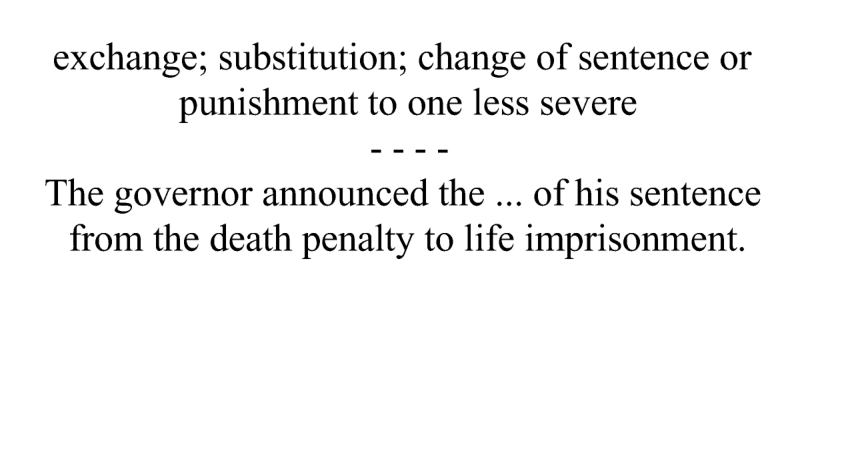 exchange; substitution; change of sentence or
punishment to one less severe
- - - -
The governor announced the ... of his sentence
from the death penalty to life imprisonment.